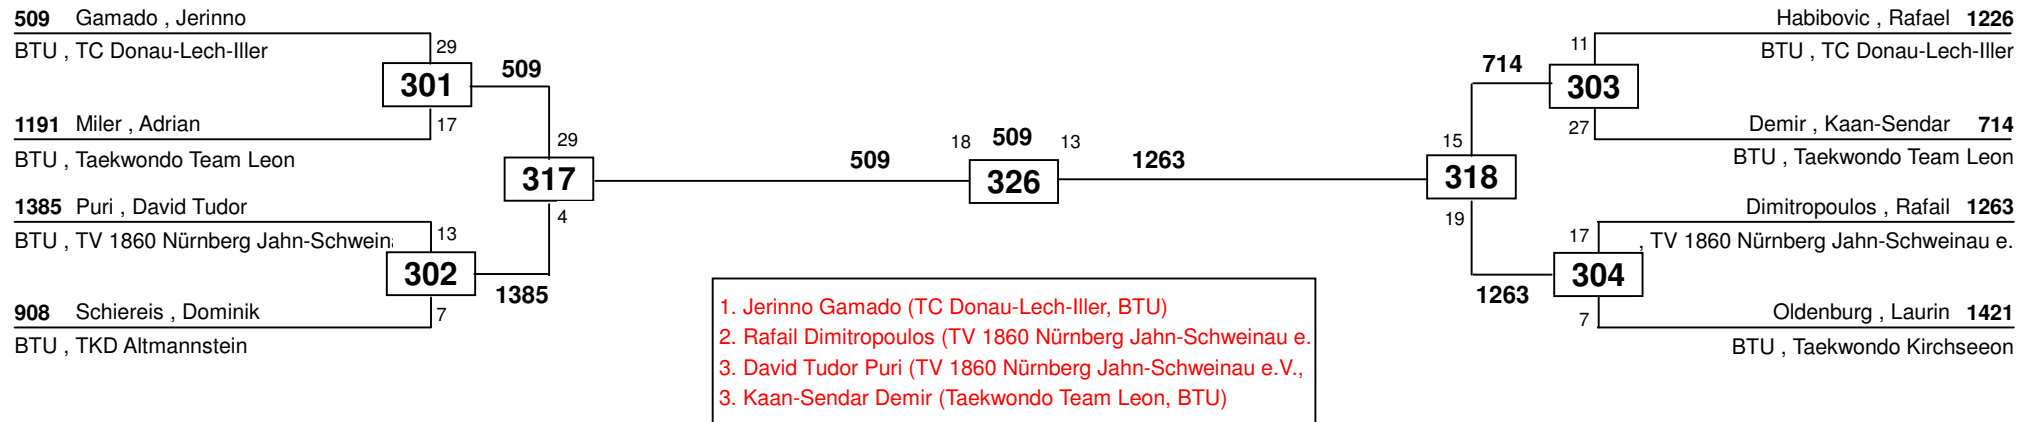 509 Gamado , Jerinno
BTU , TC Donau-Lech-Iller
29
301
509
17
1191 Miler , Adrian
BTU , Taekwondo Team Leon
29
317
4
1385 Puri , David Tudor
BTU , TV 1860 Nürnberg Jahn-Schwein
13
302
1385
7
908 Schiereis , Dominik
BTU , TKD Altmannstein
509
18 509 13
326
1263
Habibovic , Rafael 1226
BTU , TC Donau-Lech-Iller
11
714
303
27
Demir , Kaan-Sendar 714
BTU , Taekwondo Team Leon
15
318
19
Dimitropoulos , Rafail 1263
, TV 1860 Nürnberg Jahn-Schweinau e.
17
304
1263
7
Oldenburg , Laurin 1421
BTU , Taekwondo Kirchseeon
1. Jerinno Gamado (TC Donau-Lech-Iller, BTU)
2. Rafail Dimitropoulos (TV 1860 Nürnberg Jahn-Schweinau e.
3. David Tudor Puri (TV 1860 Nürnberg Jahn-Schweinau e.V.,
3. Kaan-Sendar Demir (Taekwondo Team Leon, BTU)